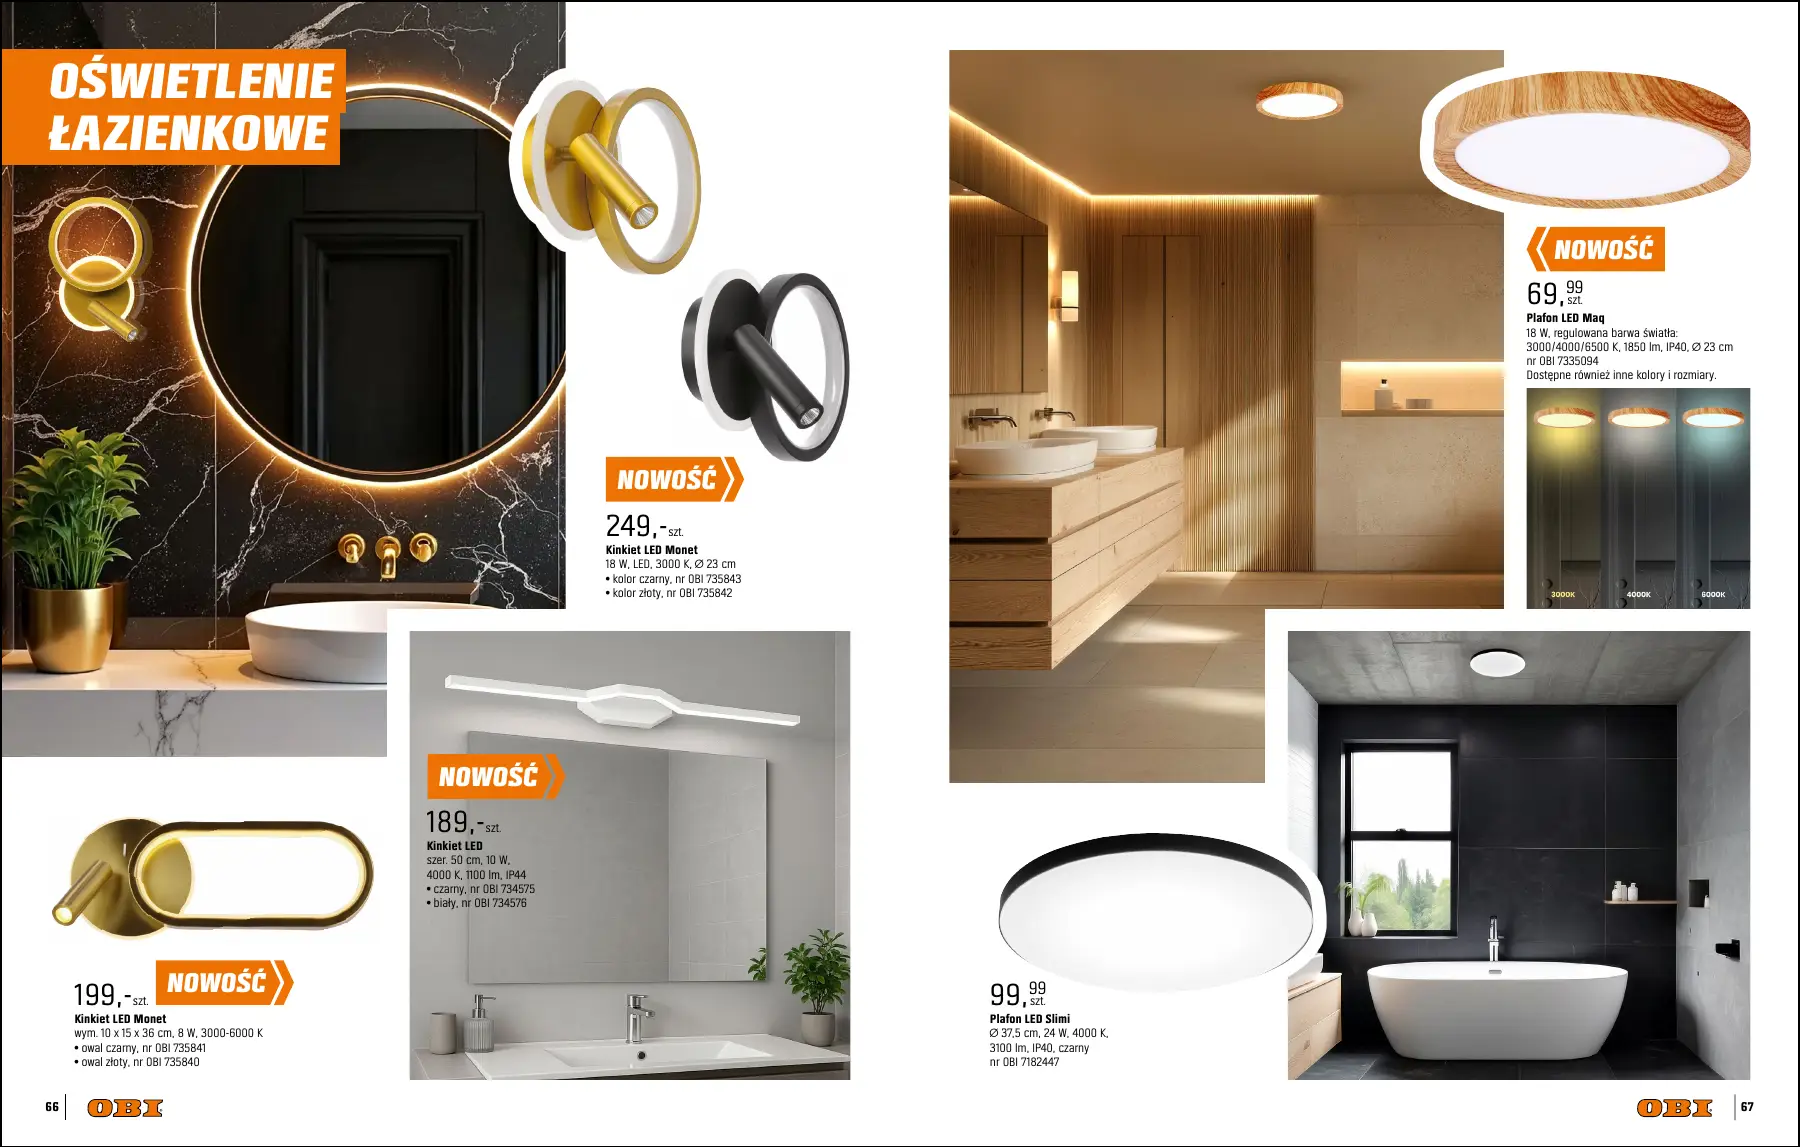 OŚWIETLENIE
ŁAZIENKOWE
NOWOŚĆ
249,- szt.
Kinkiet LED Monet
18 W, LED, 3000 K, Ø 23 cm
• kolor czarny, nr OBI 735843
• kolor złoty, nr OBI 735842
NOWOŚĆ
189,- szt.
Kinkiet LED
szer. 50 cm, 10 W,
4000 K, 1100 lm, IP44
• czarny, nr OBI 734575
• biały, nr OBI 734576
NOWOŚĆ
199,- szt.
Kinkiet LED Monet
wym. 10 x 15 x 36 cm, 8 W, 3000-6000 K
• owal czarny, nr OBI 735841
• owal złoty, nr OBI 735840
66 OBI
NOWOŚĆ
69,99 szt.
Plafon LED Maq
18 W, regulowana barwa światła:
3000/4000/6500 K, 1850 lm, IP40, Ø 23 cm
nr OBI 7335094
Dostępne również inne kolory i rozmiary.
3000K 4000K 6000K
99,99 szt.
Plafon LED Slimi
Ø 37,5 cm, 24 W, 4000 K,
3100 lm, IP40, czarny
nr OBI 7182447
OBI 67